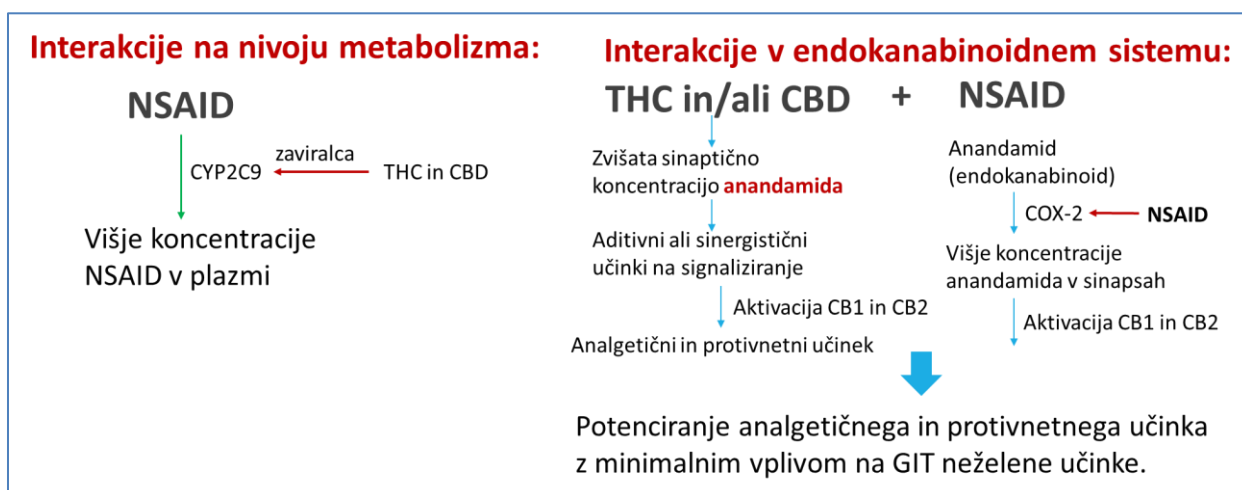 Interakcije na nivoju metabolizma:
NSAID
CYP2C9
zaviralca
THC in CBD
Višje koncentracije
NSAID v plazmi
Interakcije v endokanabinoidnem sistemu:
THC in/ali CBD + NSAID
Zvišata sinaptično
koncentracijo anandamida
Aditivni ali sinergistični
učinki na signaliziranje
Aktivacija CB1 in CB2
Analgetični in protivnetni učinek
Anandamid
(endokanabinoid)
COX-2
NSAID
Višje koncentracije
anandamida v sinapsah
Aktivacija CB1 in CB2
Potenciranje analgetičnega in protivnetnega učinka
z minimalnim vplivom na GIT neželene učinke.